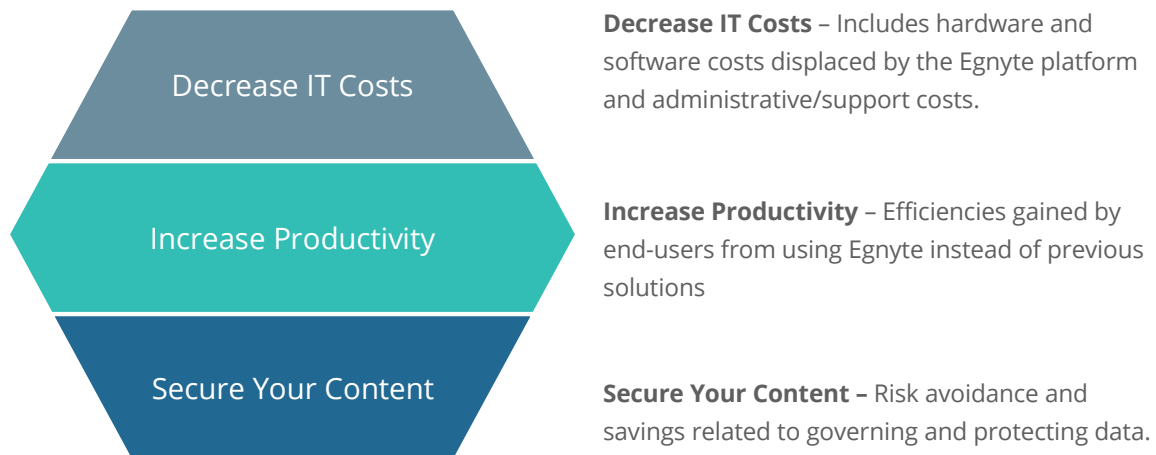 Decrease IT Costs
Decrease IT Costs – Includes hardware and
software costs displaced by the Egnyte platform
and administrative/support costs.
Increase Productivity
Increase Productivity – Efficiencies gained by
end-users from using Egnyte instead of previous
solutions
Secure Your Content
Secure Your Content – Risk avoidance and
savings related to governing and protecting data.